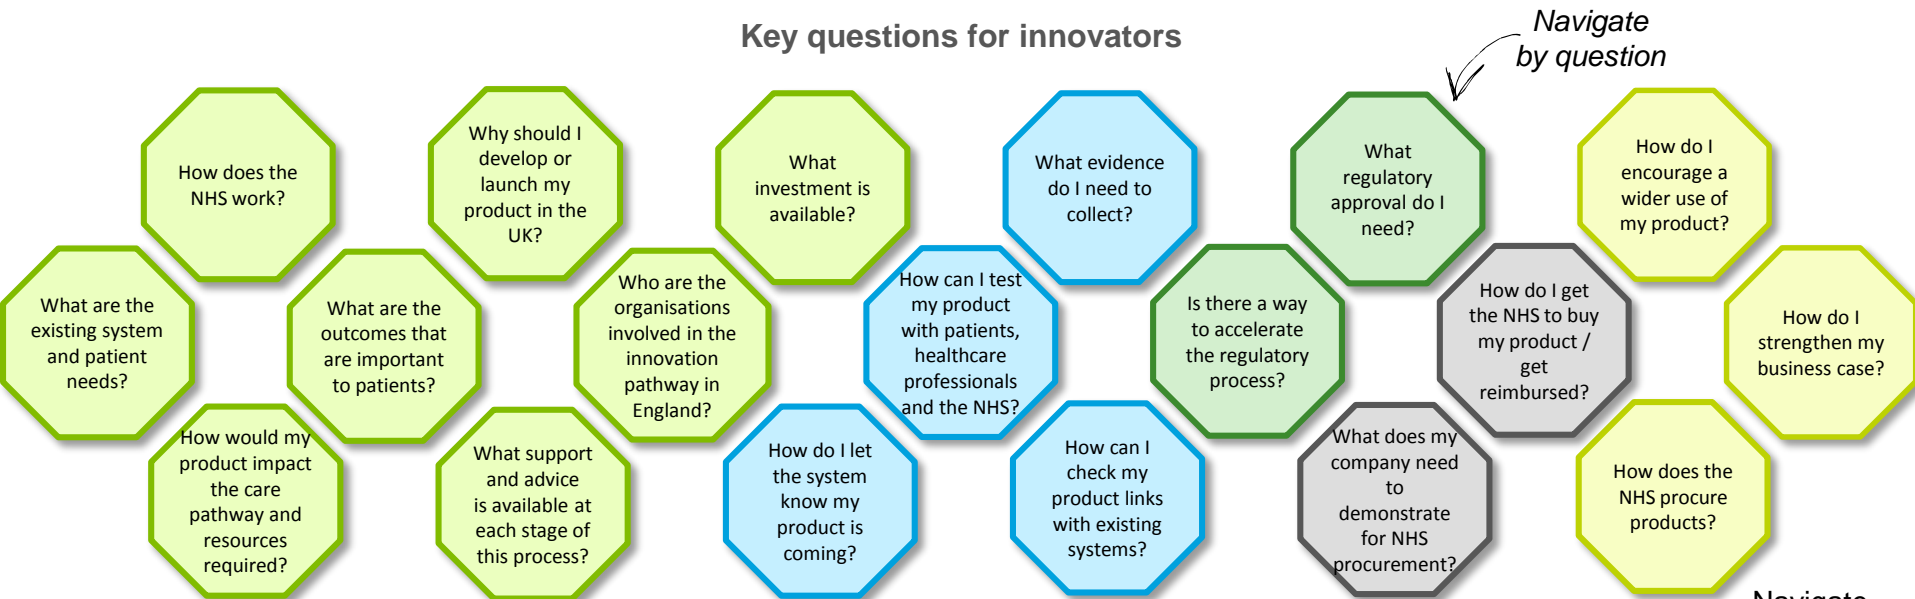 Key questions for innovators
Navigate
by question
How does the
NHS work?
Why should I
develop or
launch my
product in the
UK?
What
investment is
available?
What evidence
do I need to
collect?
What
regulatory
approval do I
need?
How do I
encourage a
wider use of
my product?
What are the
existing system
and patient
needs?
What are the
outcomes that
are important
to patients?
Who are the
organisations
involved in the
innovation
pathway in
England?
How can I test
my product
with patients,
healthcare
professionals
and the NHS?
Is there a way
to accelerate
the regulatory
process?
How do I get
the NHS to buy
my product /
get
reimbursed?
How do I
strengthen my
business case?
How would my
product impact
the care
pathway and
resources
required?
What support
and advice
is available at
each stage of
this process?
How do I let
the system
know my
product is
coming?
How can I
check my
product links
with existing
systems?
What does my
company need
to
demonstrate
for NHS
procurement?
How does the
NHS procure
products?
Navigate